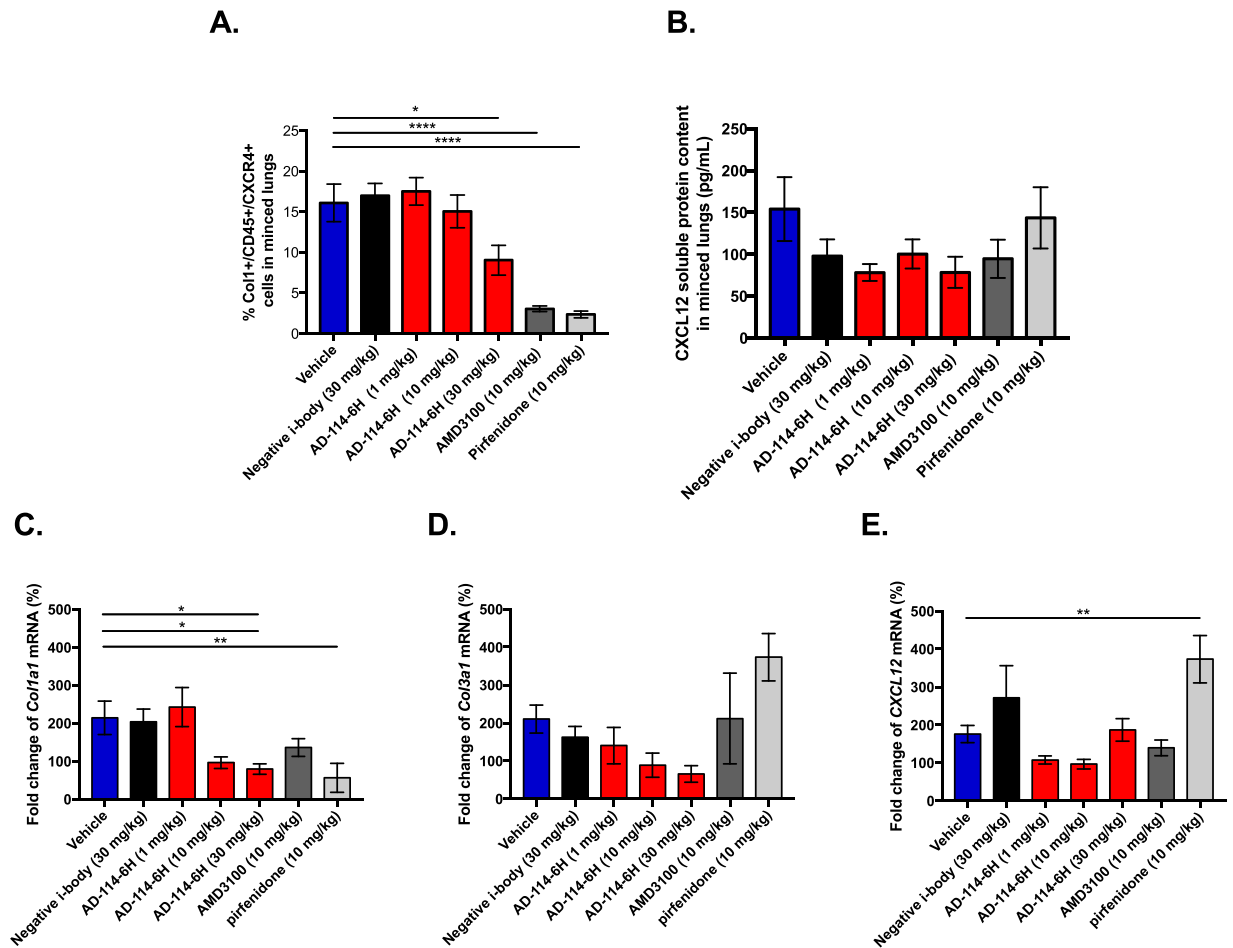 A.
% Col1+/CD45+/CXCR4+
cells in minced lungs
25
20
15
10
5
0
*
****
****
Vehicle
Negative i-body (30 mg/kg)
AD-114-6H (1 mg/kg)
AD-114-6H (10 mg/kg)
AD-114-6H (30 mg/kg)
AMD3100 (10 mg/kg)
Pirfenidone (10 mg/kg)
B.
CXCL12 soluble protein content
in minced lungs (pg/mL)
250
200
150
100
50
0
Vehicle
Negative i-body (30 mg/kg)
AD-114-6H (1 mg/kg)
AD-114-6H (10 mg/kg)
AD-114-6H (30 mg/kg)
AMD3100 (10 mg/kg)
Pirfenidone (10 mg/kg)
C.
Fold change of Col1a1 mRNA (%)
500
400
300
200
100
0
*
*
**
Vehicle
Negative i-body (30 mg/kg)
AD-114-6H (1 mg/kg)
AD-114-6H (10 mg/kg)
AD-114-6H (30 mg/kg)
AMD3100 (10 mg/kg)
pirfenidone (10 mg/kg)
D.
Fold change of Col3a1 mRNA (%)
500
400
300
200
100
0
Vehicle
Negative i-body (30 mg/kg)
AD-114-6H (1 mg/kg)
AD-114-6H (10 mg/kg)
AD-114-6H (30 mg/kg)
AMD3100 (10 mg/kg)
pirfenidone (10 mg/kg)
E.
Fold change of CXCL12 mRNA (%)
500
400
300
200
100
0
**
Vehicle
Negative i-body (30 mg/kg)
AD-114-6H (1 mg/kg)
AD-114-6H (10 mg/kg)
AD-114-6H (30 mg/kg)
AMD3100 (10 mg/kg)
pirfenidone (10 mg/kg)